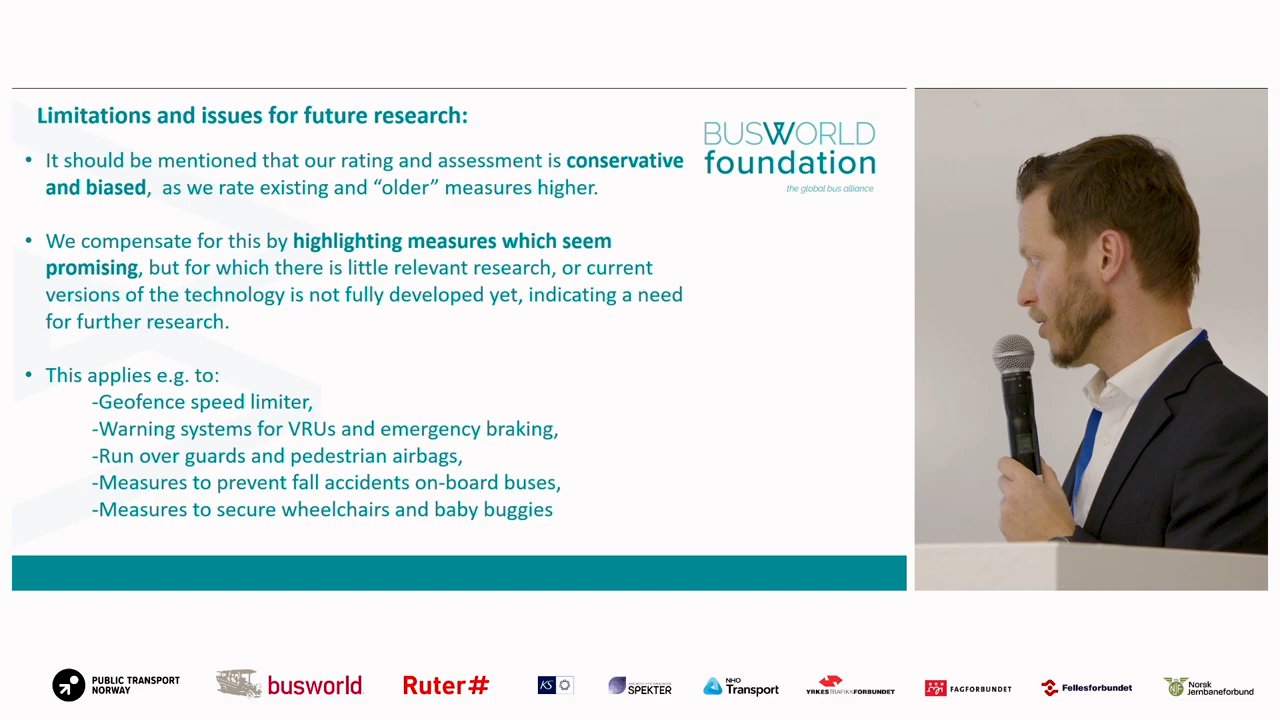 Limitations and issues for future research:
• It should be mentioned that our rating and assessment is conservative
and biased, as we rate existing and “older” measures higher.
• We compensate for this by highlighting measures which seem
promising, but for which there is little relevant research, or current
versions of the technology is not fully developed yet, indicating a need
for further research.
• This applies e.g. to:
-Geofence speed limiter,
-Warning systems for VRUs and emergency braking,
-Run over guards and pedestrian airbags,
-Measures to prevent fall accidents on-board buses,
-Measures to secure wheelchairs and baby buggies
BUSWORLD
foundation
the global bus alliance
PUBLIC TRANSPORT
NORWAY
busworld
Ruter#
KS
SPEKTER
NHO
Transport
YRKESTRAFIKKFORBUNDET
FAGFORBUNDET
Fellesforbundet
Norsk
Jernbaneforbund